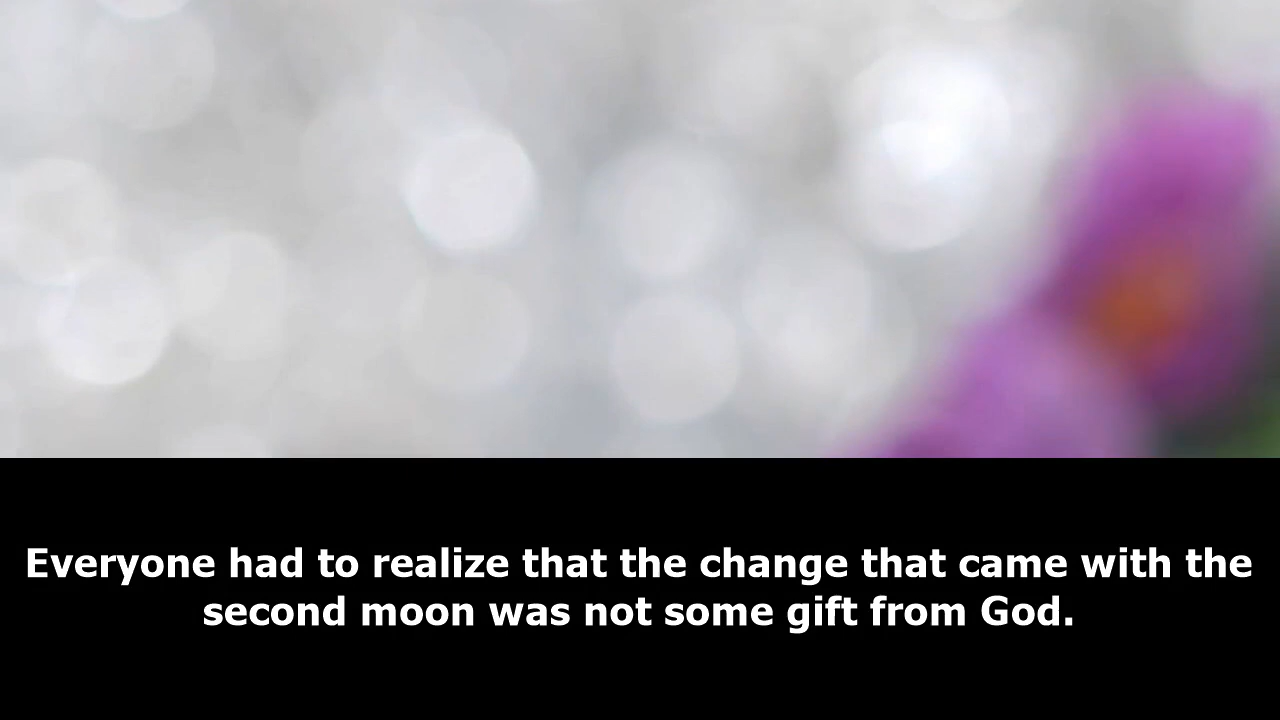 Everyone had to realize that the change that came with the
second moon was not some gift from God.